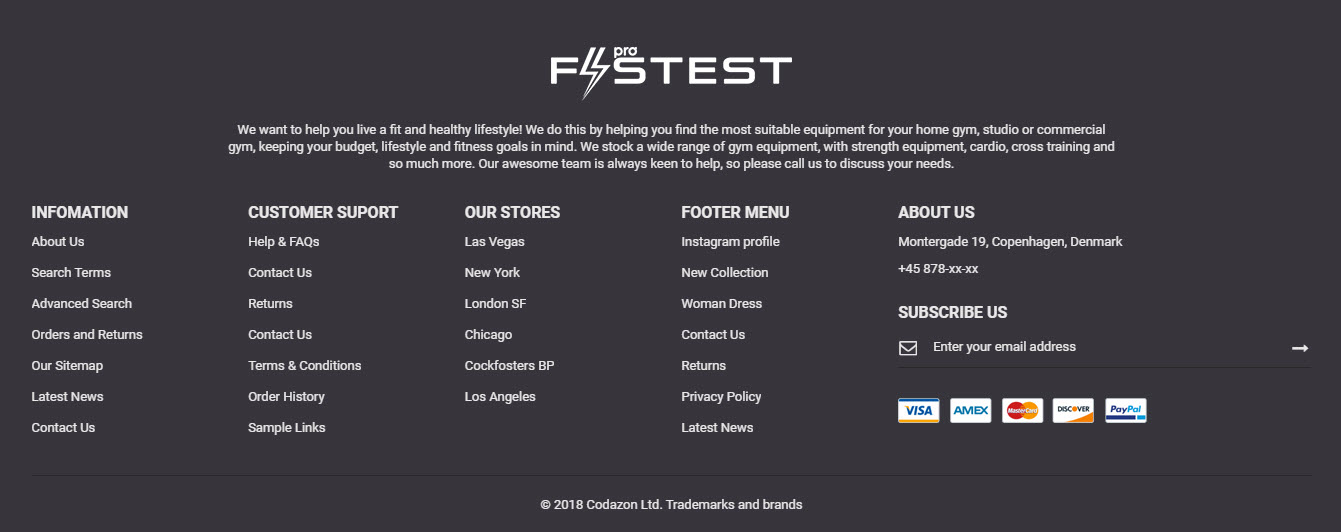 pro
FASTEST
We want to help you live a fit and healthy lifestyle! We do this by helping you find the most suitable equipment for your home gym, studio or commercial
gym, keeping your budget, lifestyle and fitness goals in mind. We stock a wide range of gym equipment, with strength equipment, cardio, cross training and
so much more. Our awesome team is always keen to help, so please call us to discuss your needs.
INFOMATION
About Us
Search Terms
Advanced Search
Orders and Returns
Our Sitemap
Latest News
Contact Us
CUSTOMER SUPORT
Help & FAQs
Contact Us
Returns
Contact Us
Terms & Conditions
Order History
Sample Links
OUR STORES
Las Vegas
New York
London SF
Chicago
Cockfosters BP
Los Angeles
FOOTER MENU
Instagram profile
New Collection
Woman Dress
Contact Us
Returns
Privacy Policy
Latest News
ABOUT US
Montergade 19, Copenhagen, Denmark
+45 878-xx-xx
SUBSCRIBE US
Enter your email address
VISA AMEX MasterCard DISCOVER PayPal
© 2018 Codazon Ltd. Trademarks and brands